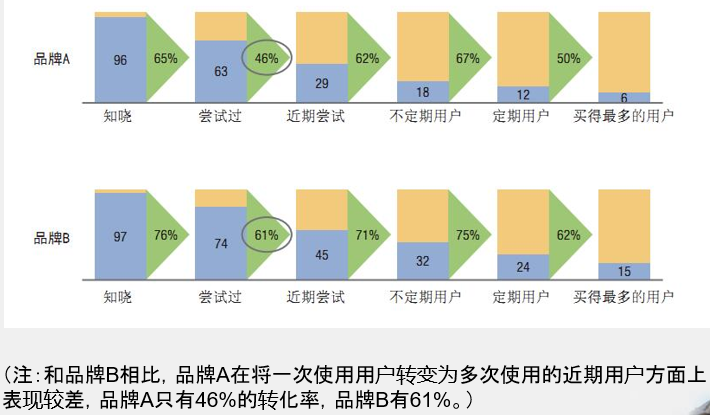 品牌A
96 65% 63 46% 29 62% 18 67% 12 50% 6
知晓 尝试过 近期尝试 不定期用户 定期用户 买得最多的用户
品牌B
97 76% 74 61% 45 71% 32 75% 24 62% 15
知晓 尝试过 近期尝试 不定期用户 定期用户 买得最多的用户
（注：和品牌B相比，品牌A在将一次使用用户转变为多次使用的近期用户方面上
表现较差，品牌A只有46%的转化率，品牌B有61%。）